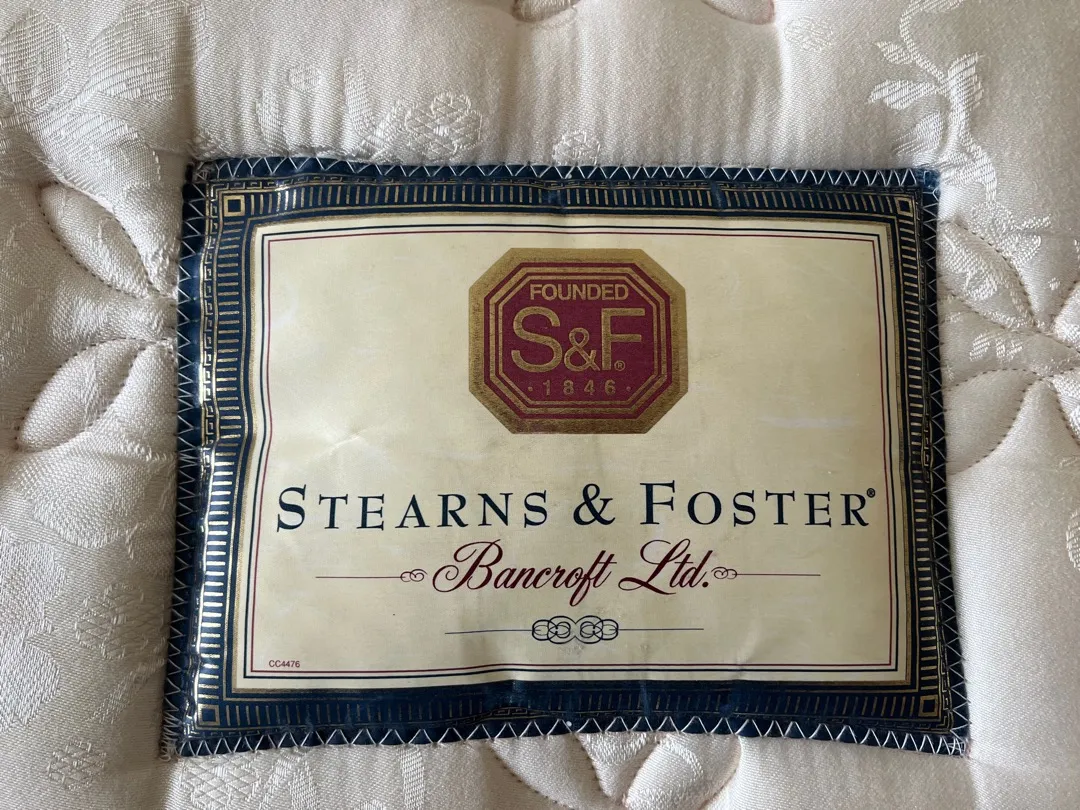 FOUNDED
S&F®
· 1846 ·
STEARNS & FOSTER®
Bancroft Ltd.
CC4476